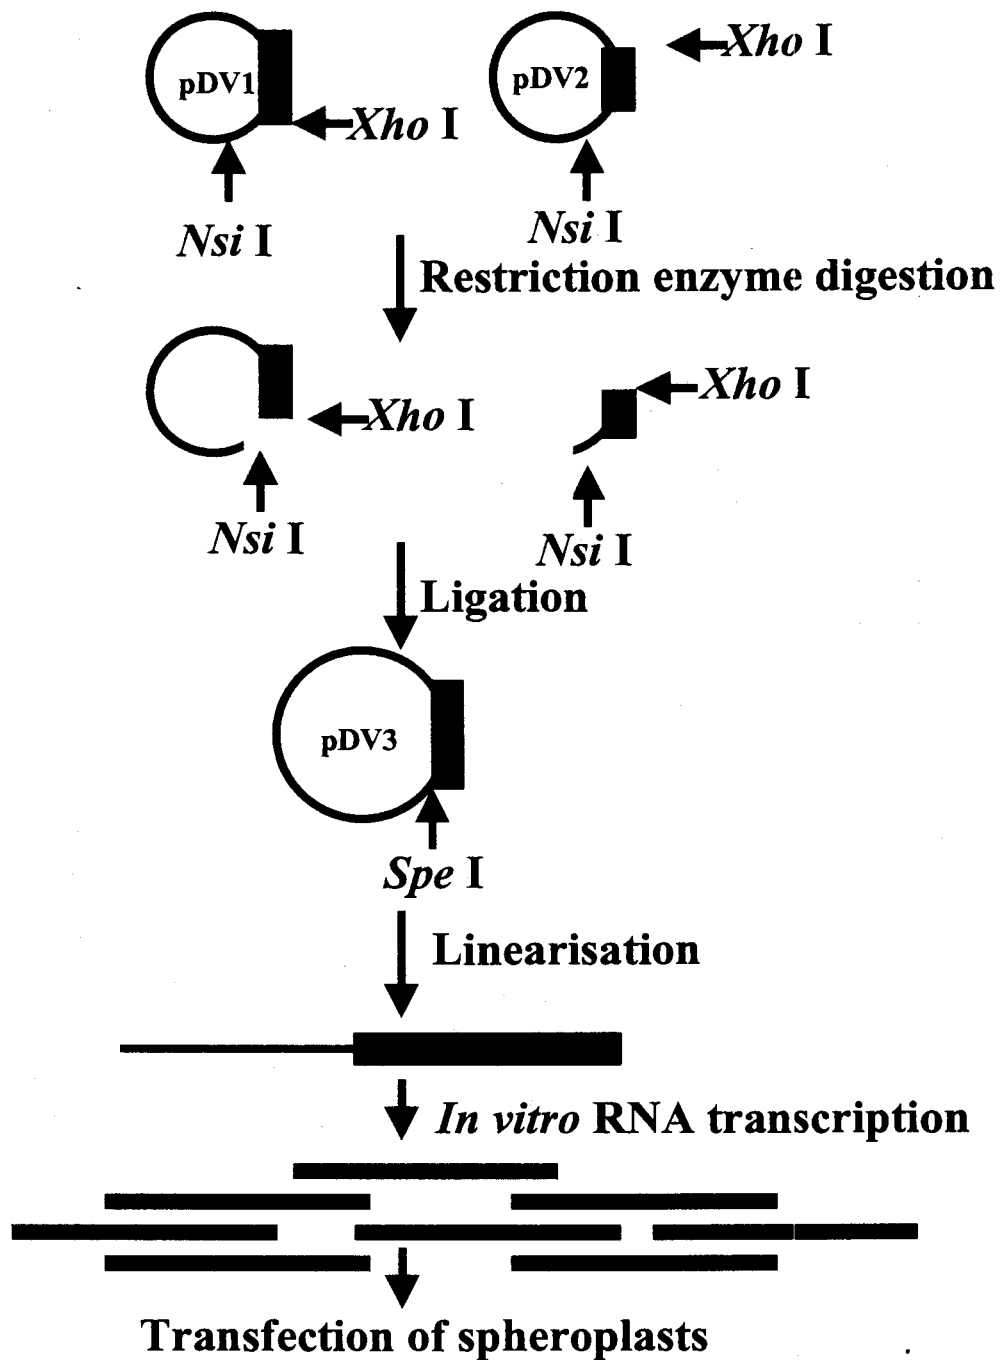 pDV1
Xho I
Nsi I
pDV2
Xho I
Nsi I
Restriction enzyme digestion
Xho I
Nsi I
Xho I
Nsi I
Ligation
pDV3
Spe I
Linearisation
In vitro RNA transcription
Transfection of spheroplasts